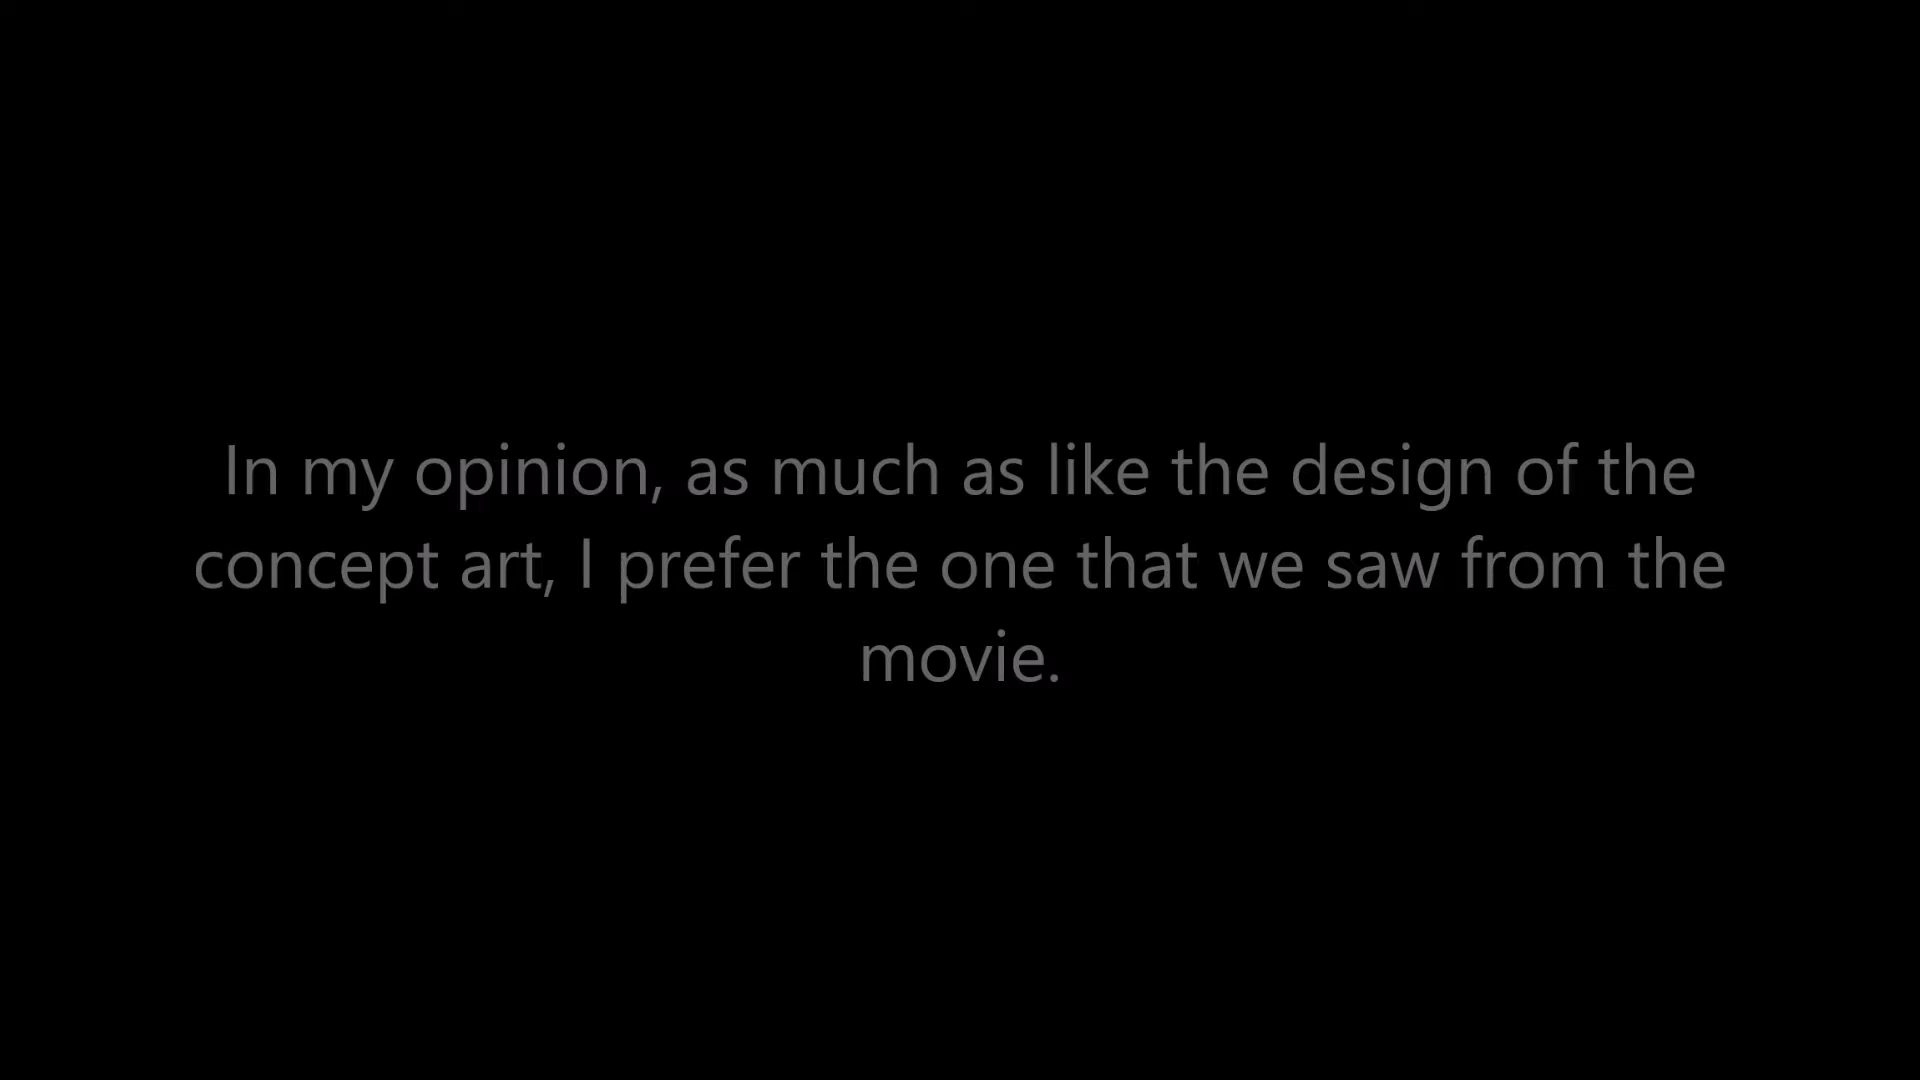 In my opinion, as much as like the design of the
concept art, I prefer the one that we saw from the
movie.